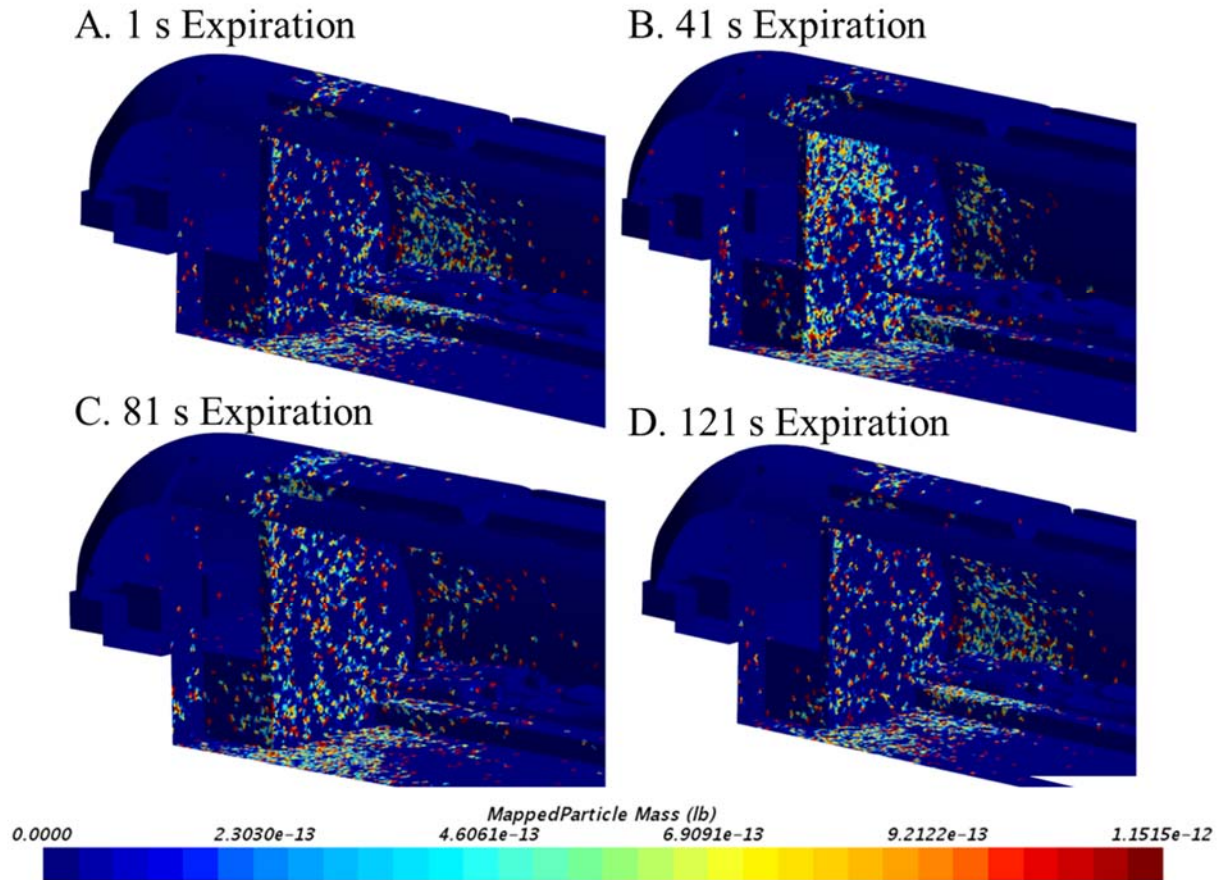 A. 1 s Expiration
B. 41 s Expiration
C. 81 s Expiration
D. 121 s Expiration
MappedParticle Mass (lb)
0.0000 2.3030e-13 4.6061e-13 6.9091e-13 9.2122e-13 1.1515e-12